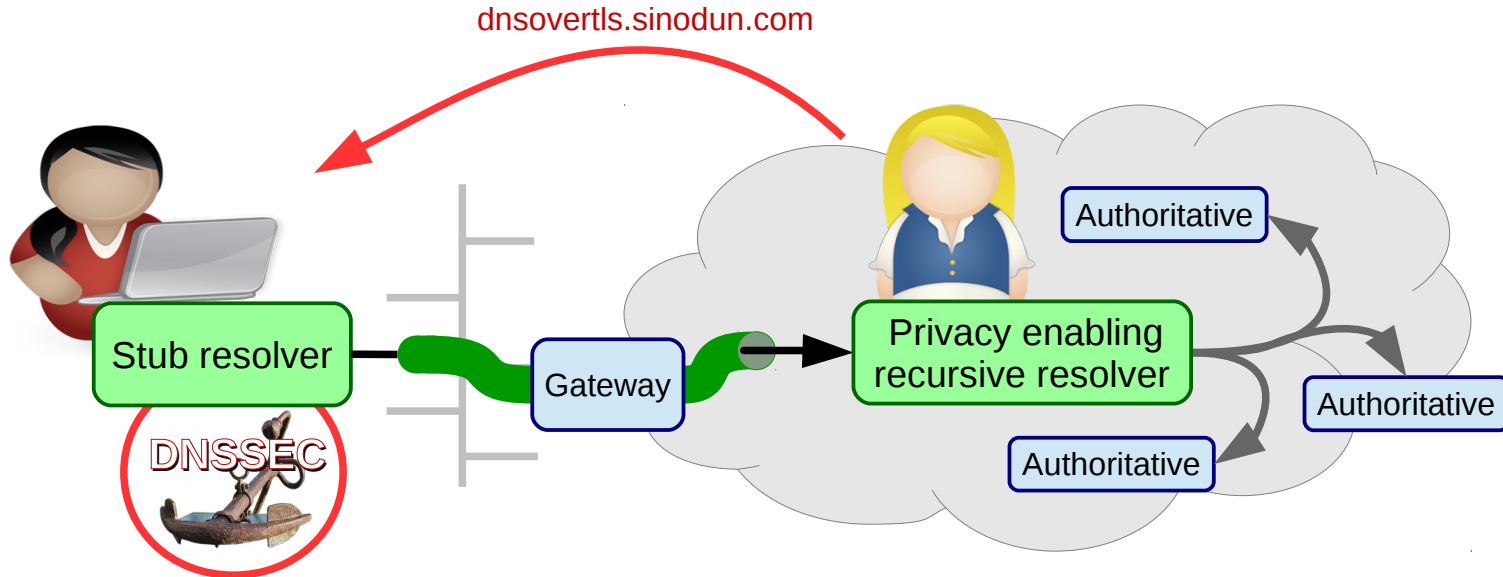 dnsovertls.sinodun.com
Authoritative
Stub resolver
Gateway
Privacy enabling
recursive resolver
Authoritative
DNSSEC
Authoritative